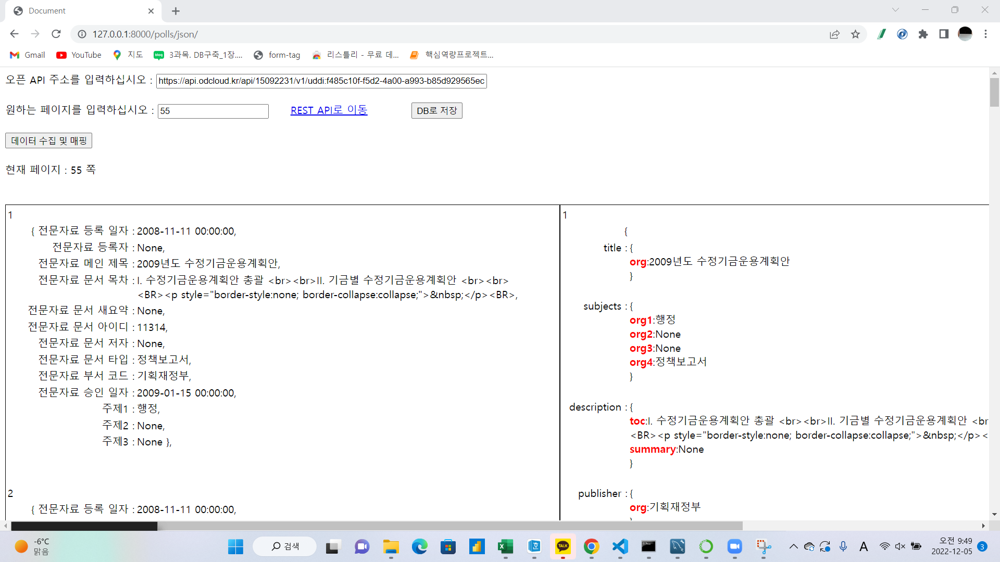 Document
127.0.0.1:8000/polls/json/
Gmail
YouTube
지도
blog
3과목. DB구축_1장....
form-tag
리스틀리 - 무료 데...
핵심역량프로젝트...
오픈 API 주소를 입력하십시오 : https://api.odcloud.kr/api/15092231/v1/uddi:f485c10f-f5d2-4a00-a993-b85d929565ec
원하는 페이지를 입력하십시오 : 55
REST API로 이동
DB로 저장
데이터 수집 및 매핑
현재 페이지 : 55 쪽
1
{ 전문자료 등록 일자 : 2008-11-11 00:00:00,
전문자료 등록자 : None,
전문자료 메인 제목 : 2009년도 수정기금운용계획안,
전문자료 문서 목차 : I. 수정기금운용계획안 총괄 <br><br>II. 기금별 수정기금운용계획안 <br><br>
<BR><p style="border-style:none; border-collapse:collapse;">&nbsp;</p><BR>,
전문자료 문서 새요약 : None,
전문자료 문서 아이디 : 11314,
전문자료 문서 저자 : None,
전문자료 문서 타입 : 정책보고서,
전문자료 부서 코드 : 기획재정부,
전문자료 승인 일자 : 2009-01-15 00:00:00,
주제1 : 행정,
주제2 : None,
주제3 : None },
2
{ 전문자료 등록 일자 : 2008-11-11 00:00:00,
1
{
title : {
org:2009년도 수정기금운용계획안
}
subjects : {
org1:행정
org2:None
org3:None
org4:정책보고서
}
description : {
toc:I. 수정기금운용계획안 총괄 <br><br>II. 기금별 수정기금운용계획안 <br
<BR><p style="border-style:none; border-collapse:collapse;">&nbsp;</p><
summary:None
}
publisher : {
org:기획재정부
}
-6°C
맑음
검색
TALK
A
오전 9:49
2022-12-05
3